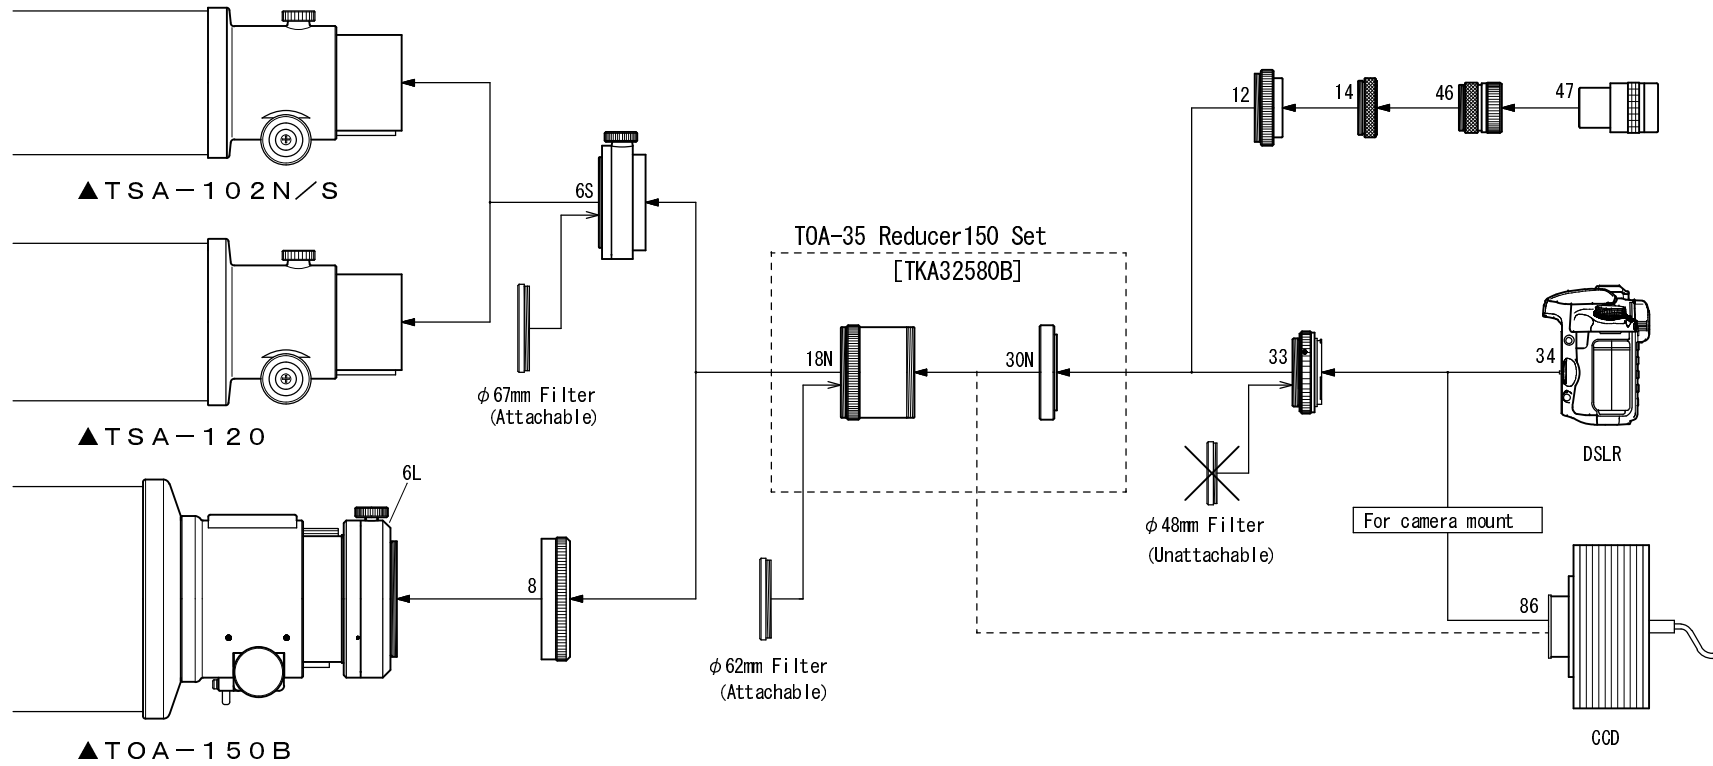 ▲TSA-102N/S
▲TSA-120
▲TOA-150B
6S
φ67mm Filter
(Attachable)
6L
8
TOA-35 Reducer150 Set
[TKA32580B]
18N
30N
φ62mm Filter
(Attachable)
12
14
46
47
33
34
DSLR
φ48mm Filter
(Unattachable)
For camera mount
86
CCD